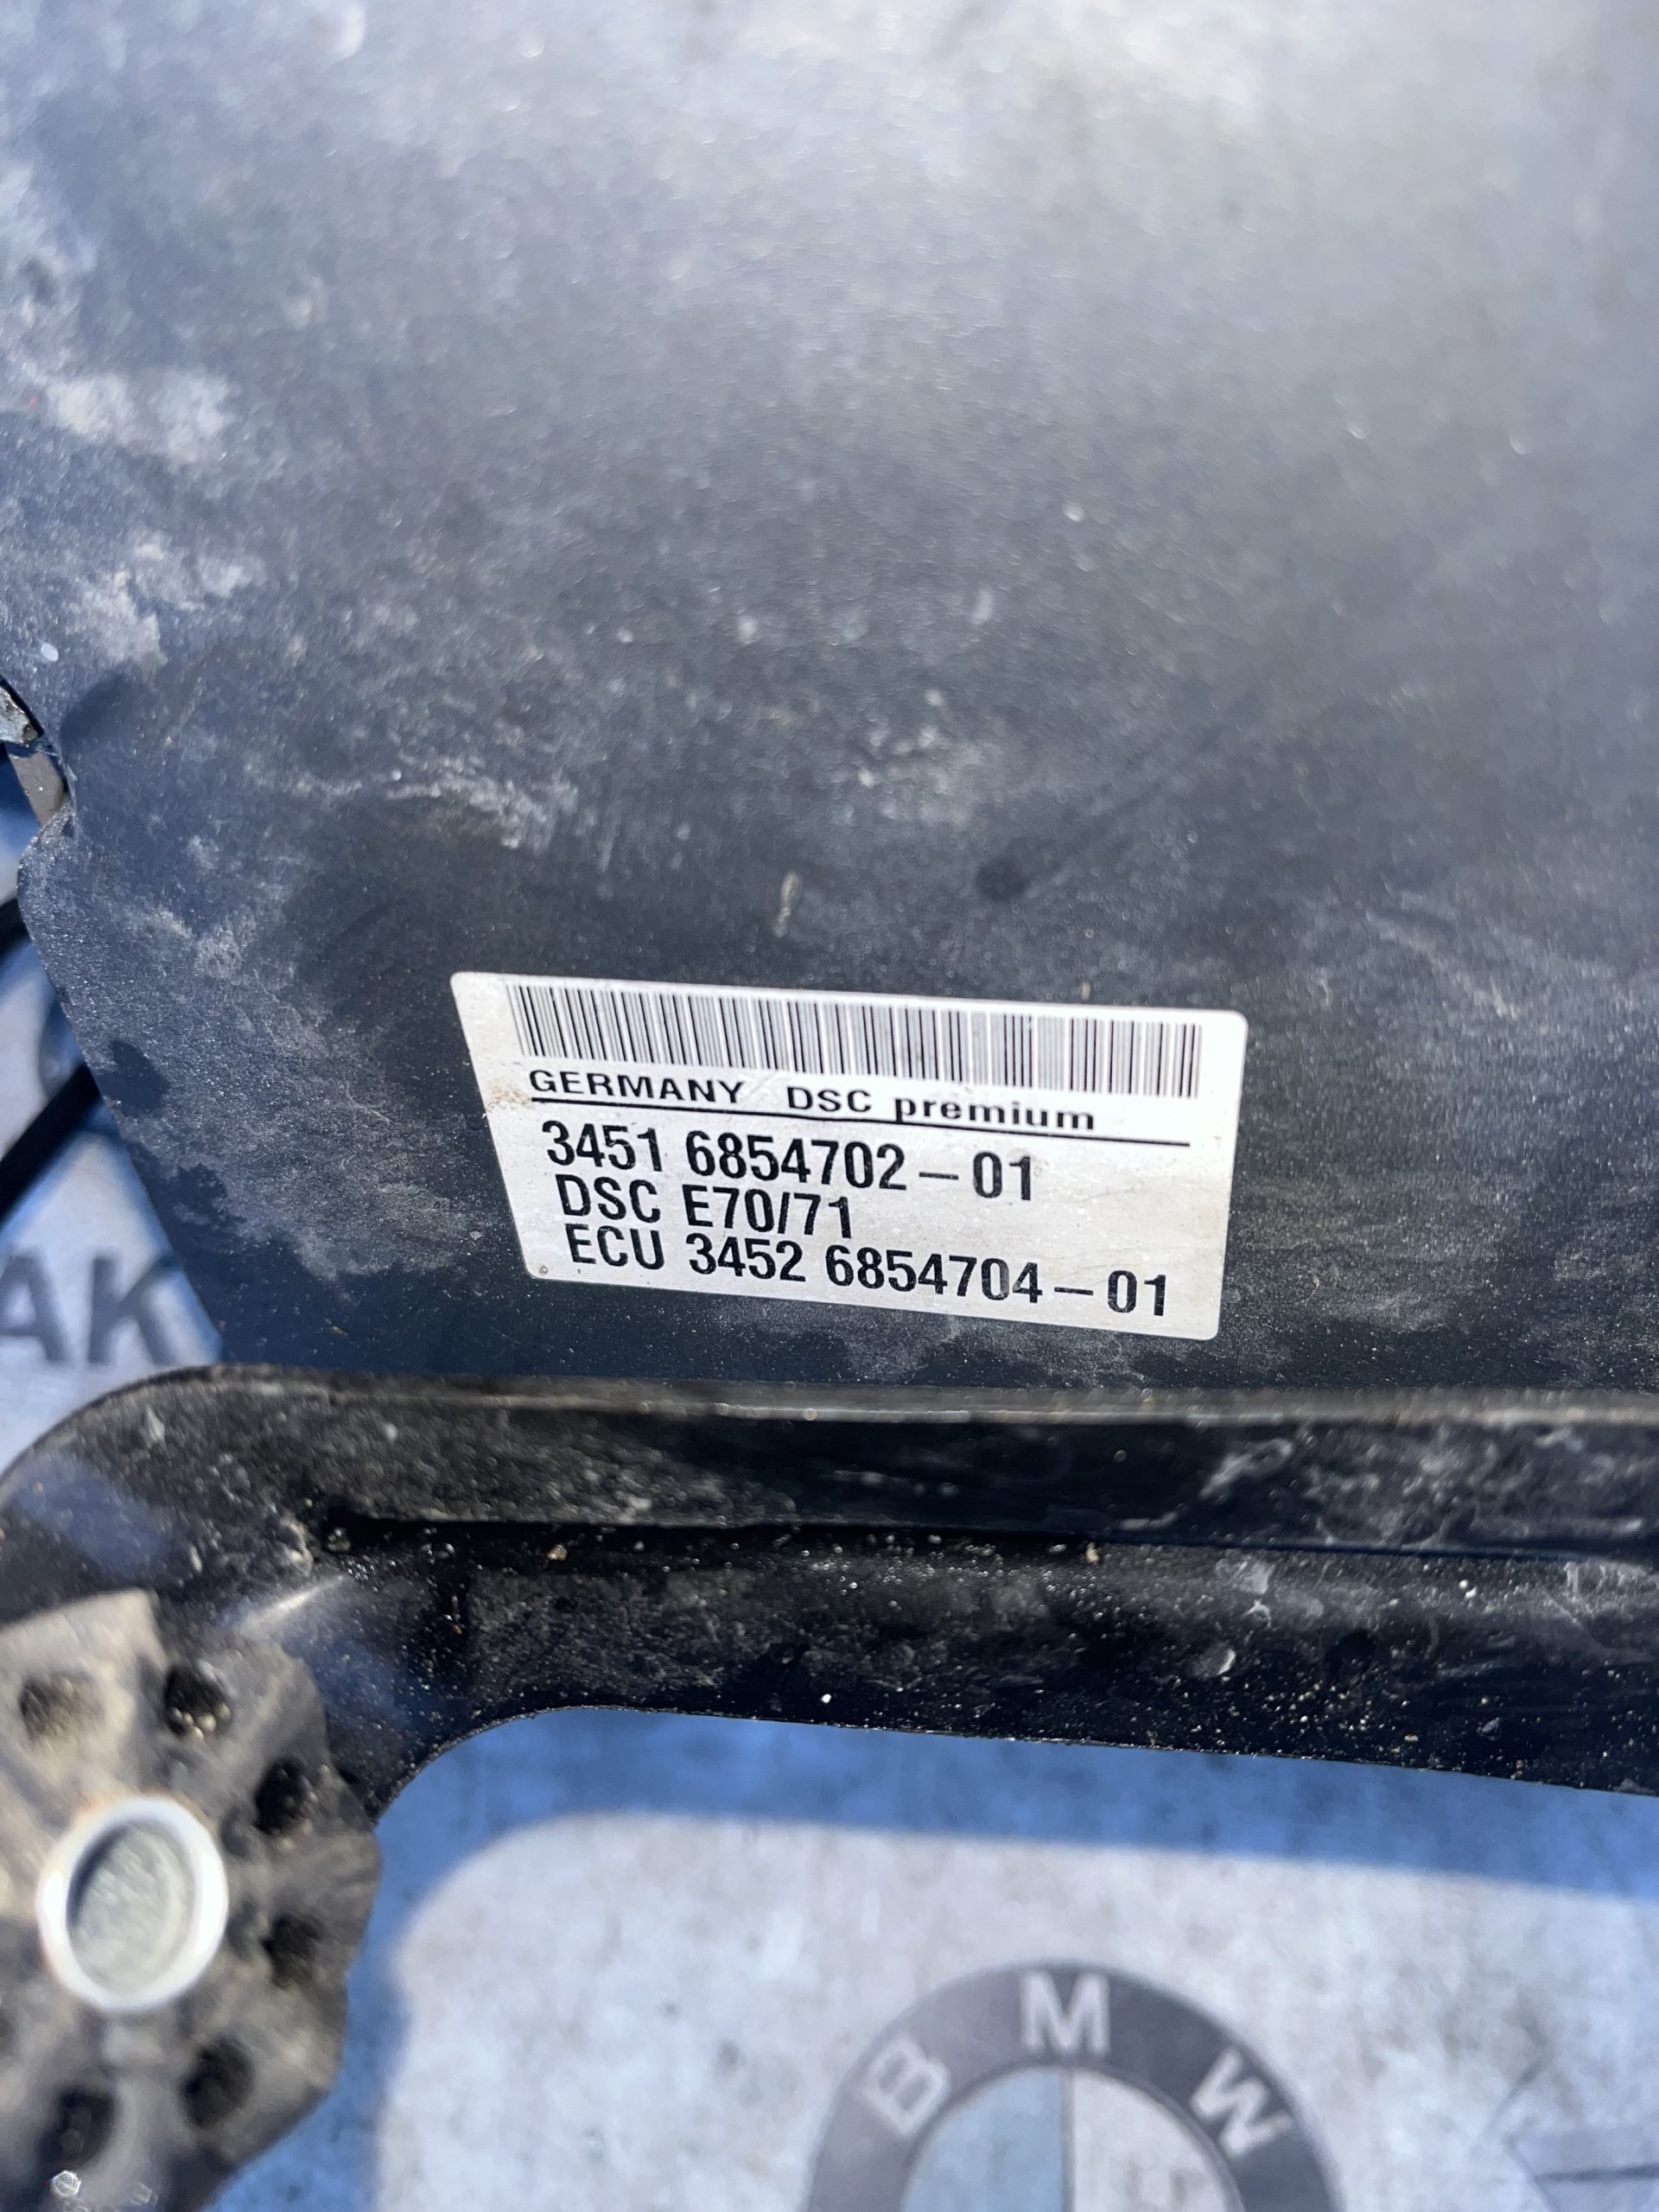 GERMANY DSC premium
3451 6854702-01
DSC E70/71
ECU 3452 6854704-01
AK
BMW